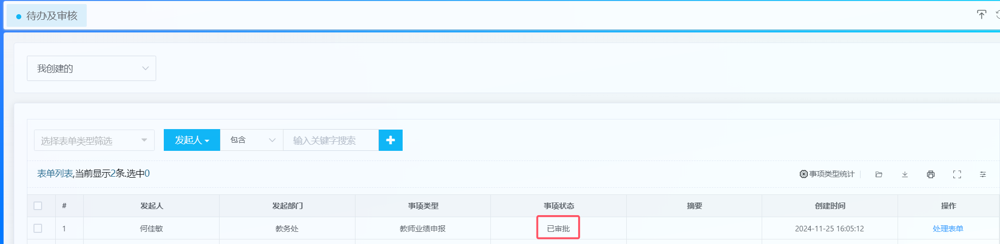 待办及审核
我创建的
选择表单类型筛选 发起人 包含 输入关键字搜索
表单列表,当前显示2条.选中0 事项类型统计
# 发起人 发起部门 事项类型 事项状态 摘要 创建时间 操作
1 何佳敏 教务处 教师业绩申报 已审批 2024-11-25 16:05:12 处理表单